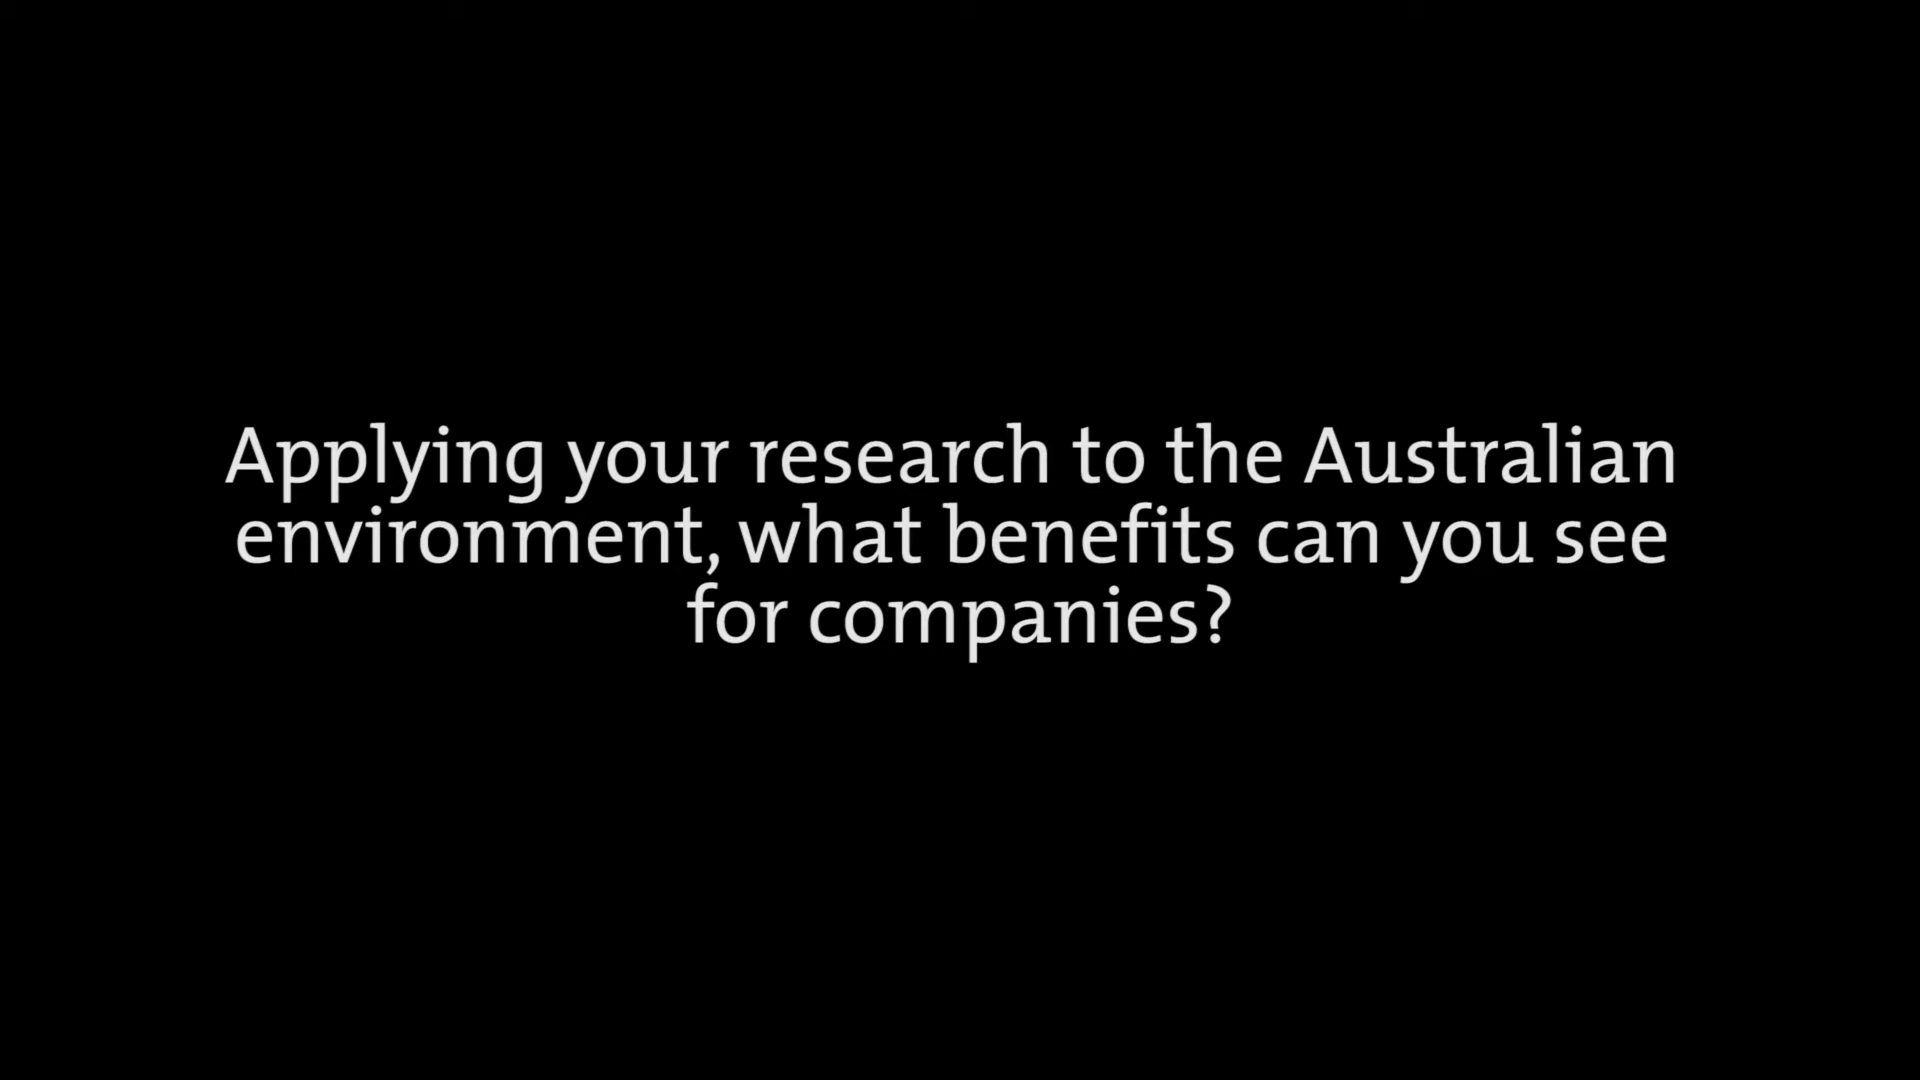 Applying your research to the Australian
environment, what benefits can you see
for companies?